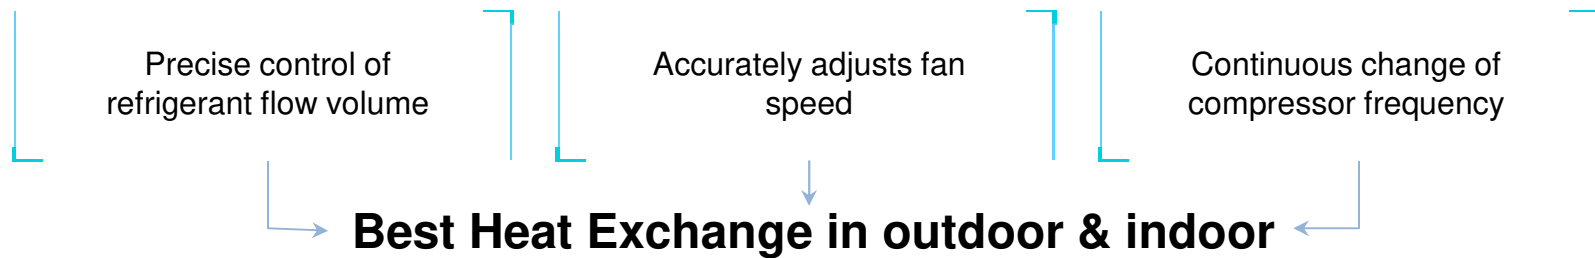 Precise control of
refrigerant flow volume
Accurately adjusts fan
speed
Continuous change of
compressor frequency
Best Heat Exchange in outdoor & indoor